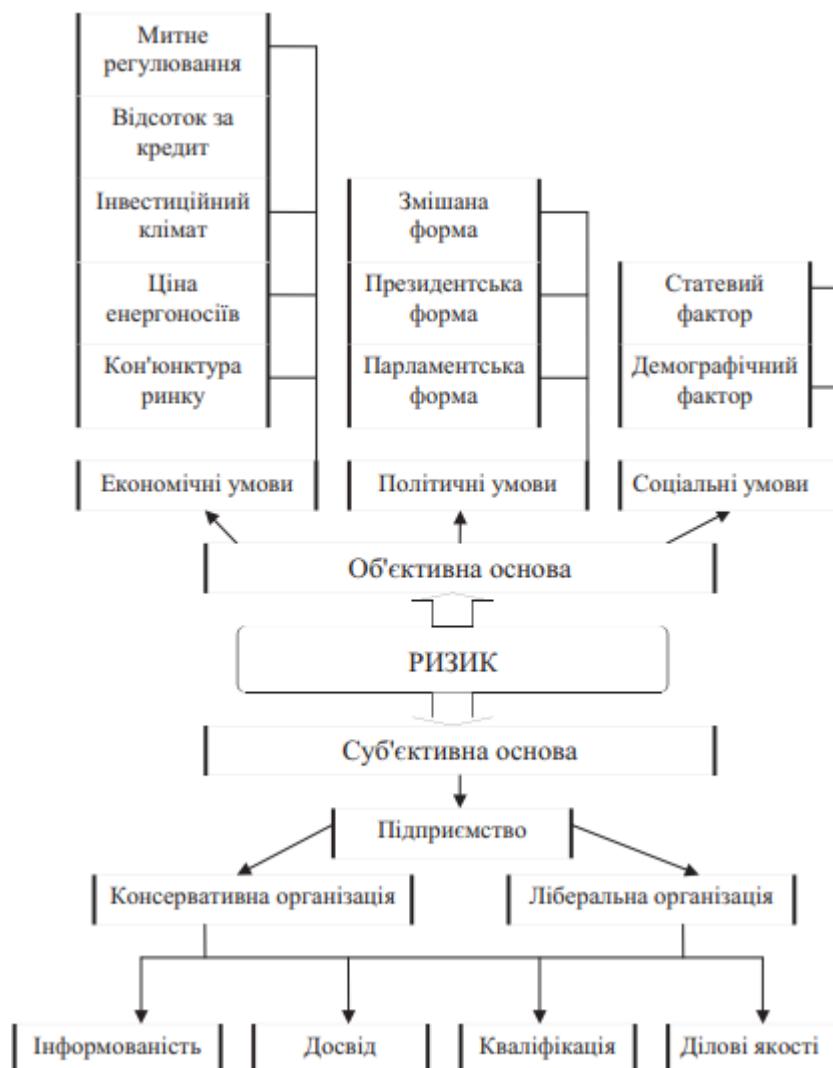 Митне
регулювання
Відсоток за
кредит
Інвестиційний
клімат
Ціна
енергоносіїв
Кон'юнктура
ринку
Економічні умови
Змішана
форма
Президентська
форма
Парламентська
форма
Політичні умови
Статевий
фактор
Демографічний
фактор
Соціальні умови
Об'єктивна основа
РИЗИК
Суб'єктивна основа
Підприємство
Консервативна організація
Ліберальна організація
Інформованість
Досвід
Кваліфікація
Ділові якості